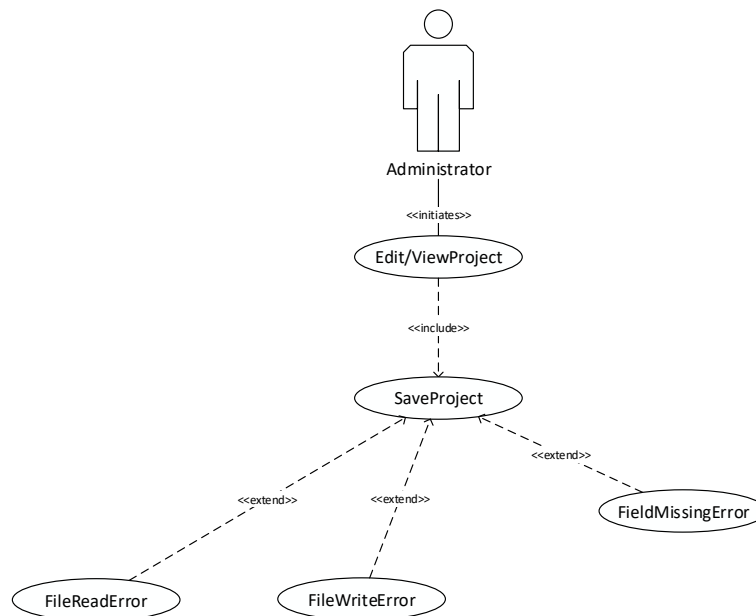 Administrator
<<initiates>>
Edit/ViewProject
<<include>>
SaveProject
<<extend>>
<<extend>>
<<extend>>
FieldMissingError
FileReadError
FileWriteError